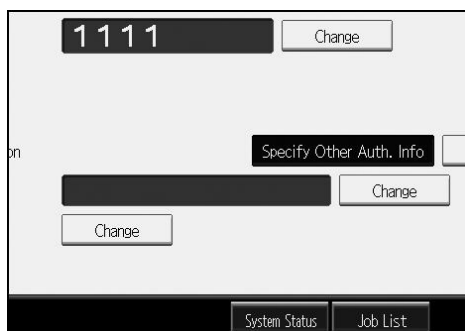 1111 Change
on Specify Other Auth. Info
Change
Change
System Status Job List